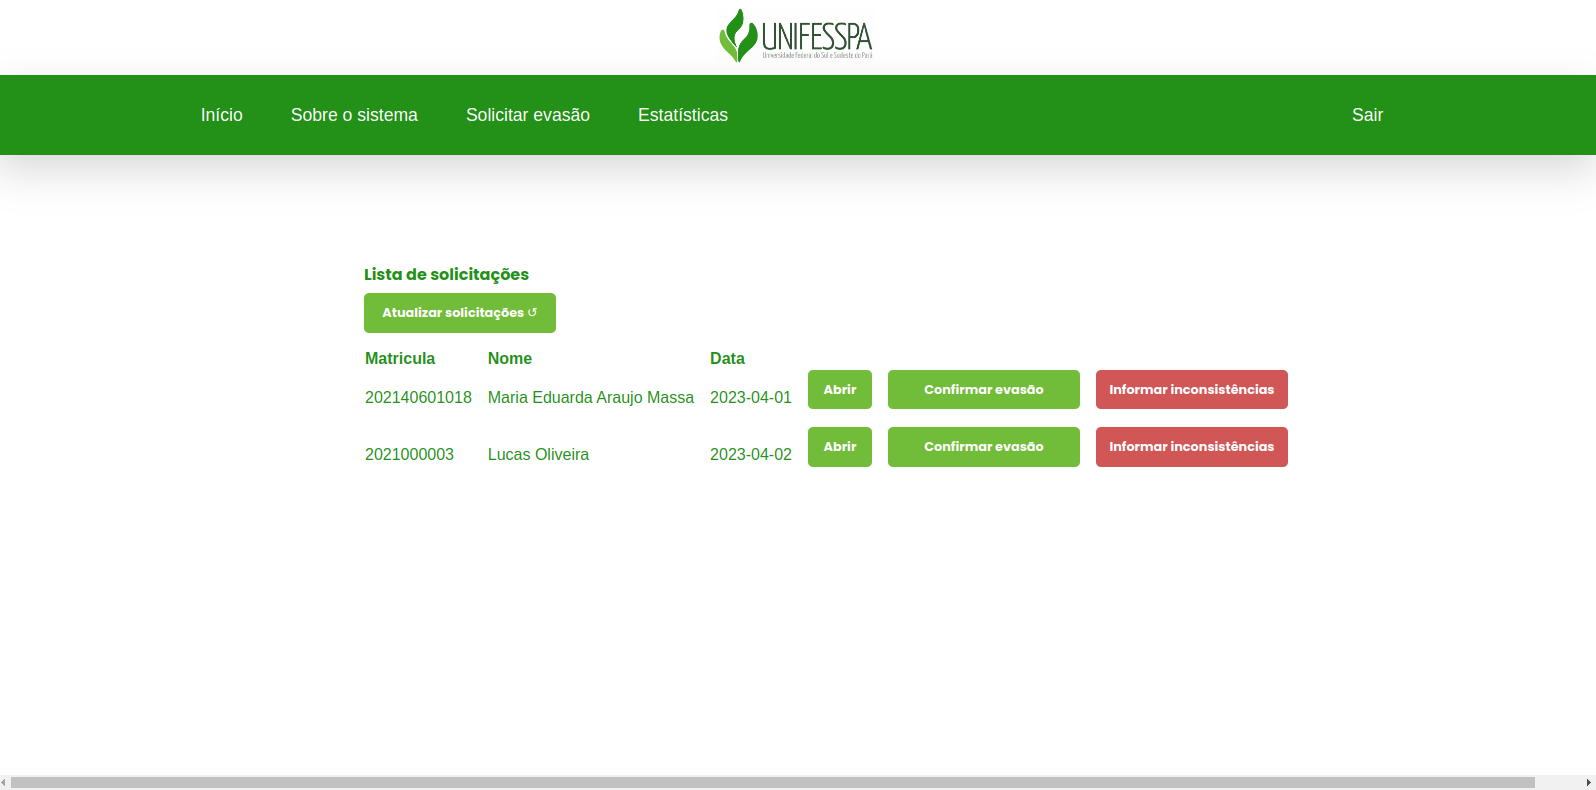 UNIFESSPA
Universidade Federal do Sul e Sudeste do Pará
Início Sobre o sistema Solicitar evasão Estatísticas Sair
Lista de solicitações
Atualizar solicitações ↺
Matricula Nome Data
202140601018 Maria Eduarda Araujo Massa 2023-04-01 Abrir Confirmar evasão Informar inconsistências
2021000003 Lucas Oliveira 2023-04-02 Abrir Confirmar evasão Informar inconsistências